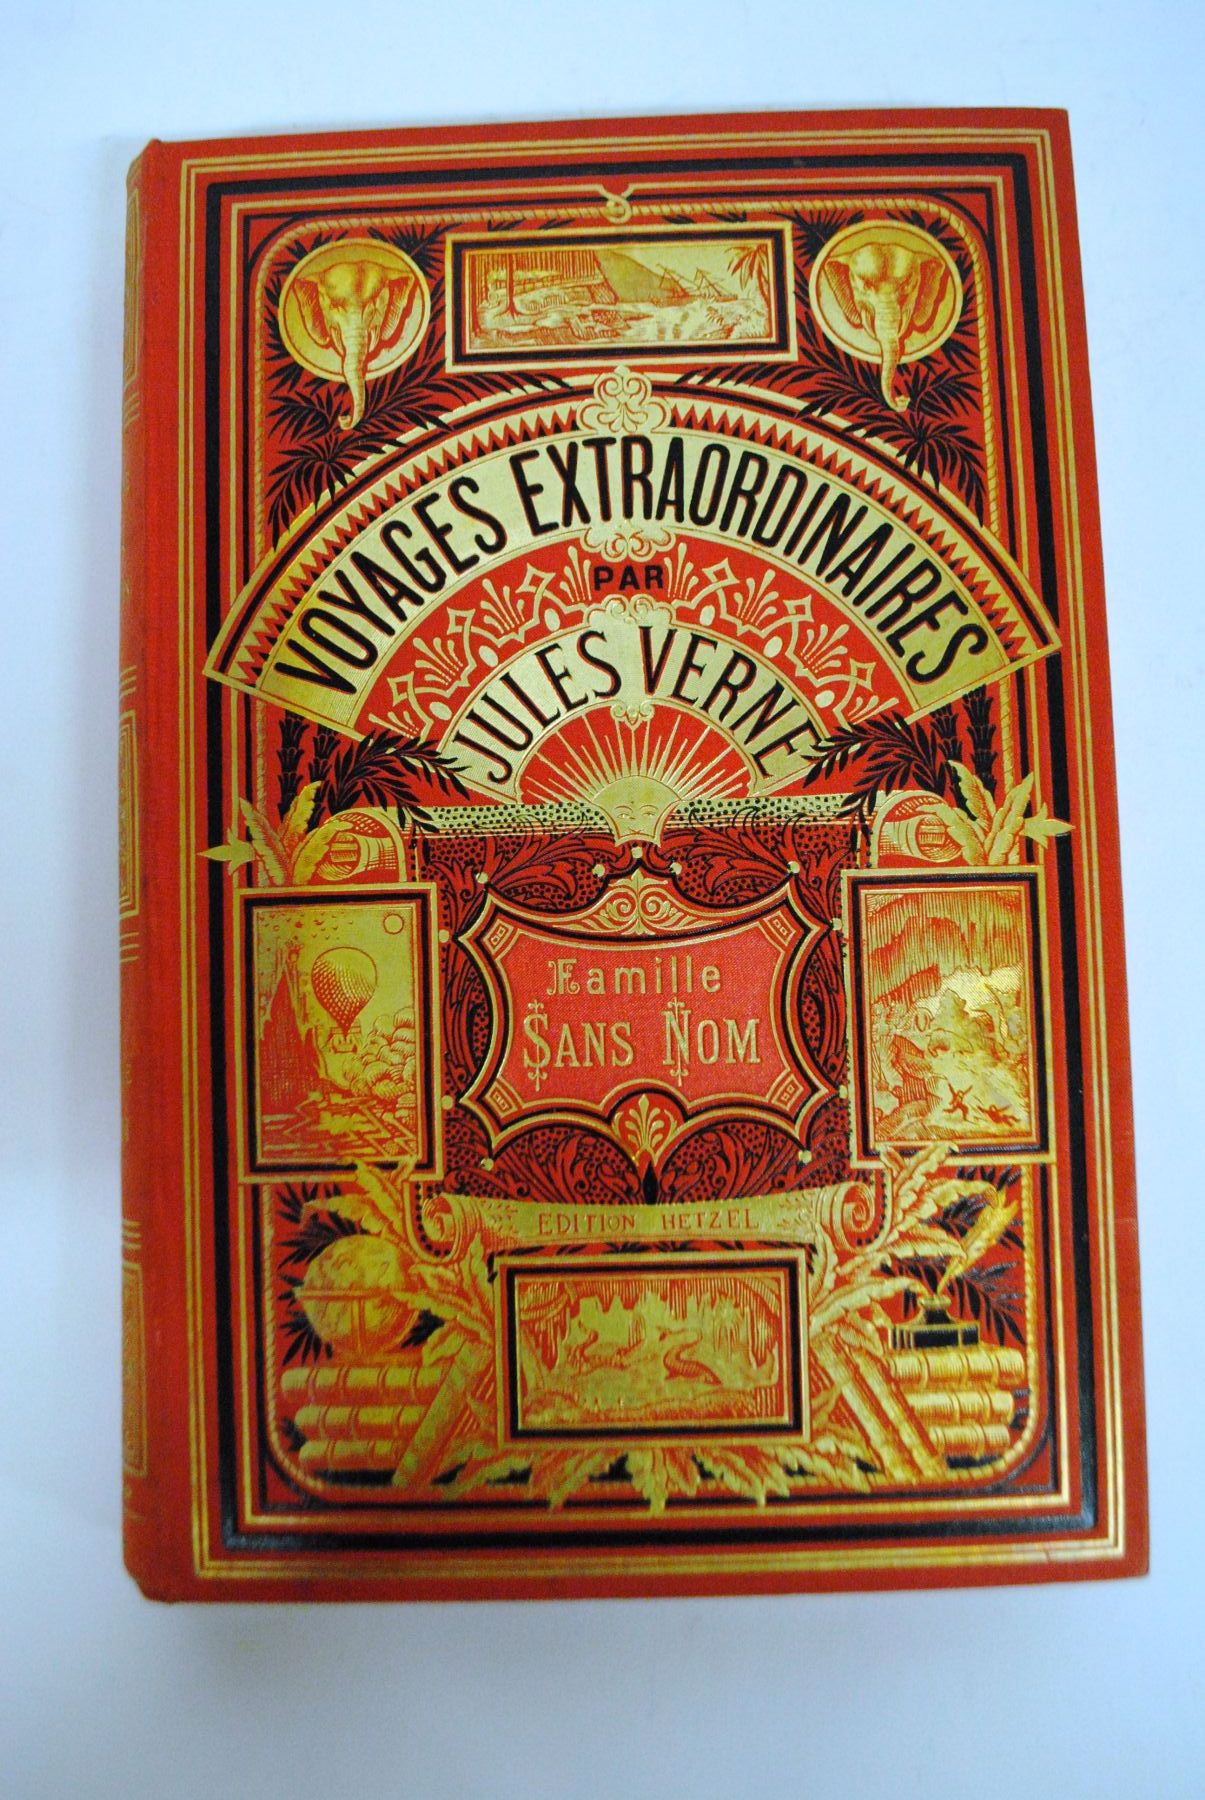 VOYAGES EXTRAORDINAIRES
PAR
JULES VERNE
Famille
SANS NOM
EDITION HETZEL